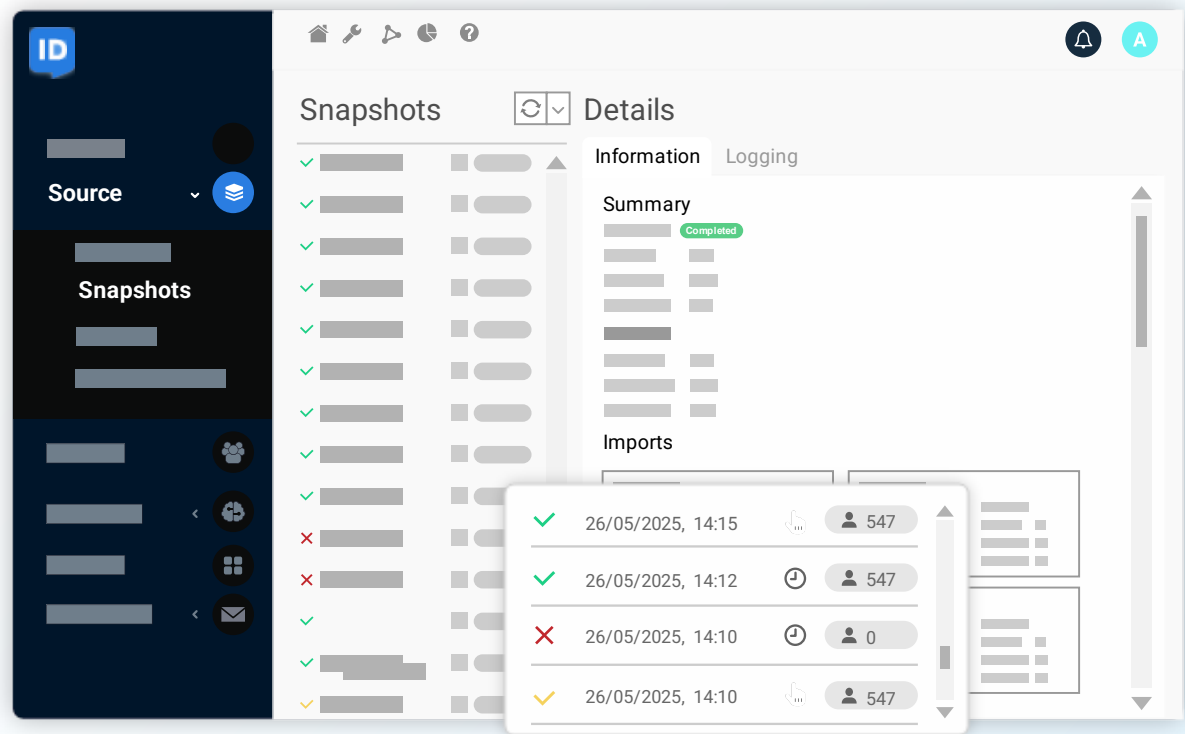 ID
A
Source
Snapshots
Snapshots
Details
Information
Logging
Summary
Completed
Imports
26/05/2025, 14:15
547
26/05/2025, 14:12
547
26/05/2025, 14:10
0
26/05/2025, 14:10
547